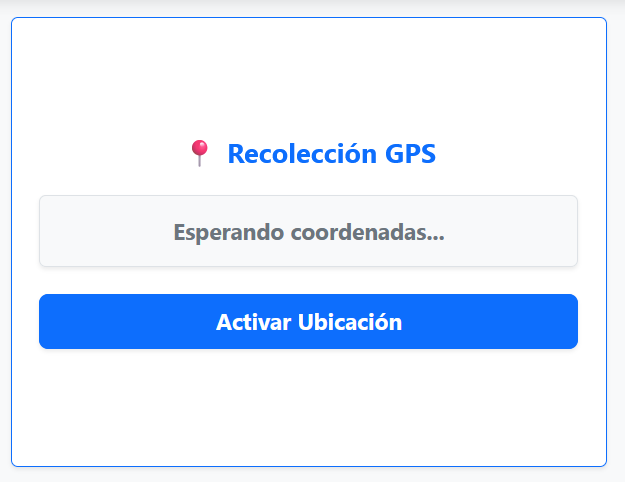 Recolección GPS
Esperando coordenadas...
Activar Ubicación